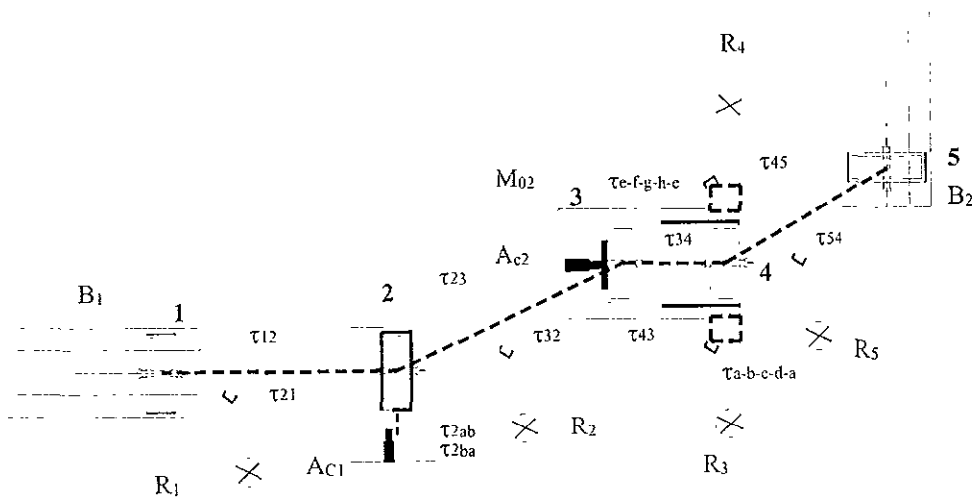 R4
τ45
5
M02
3
τe-f-g-h-e
B2
τ34
τ54
Ac2
4
τ23
2
B1
1
τ12
τ32
τ43
R5
τ21
τa-b-c-d-a
τ2ab
R2
τ2ba
AC1
R3
R1